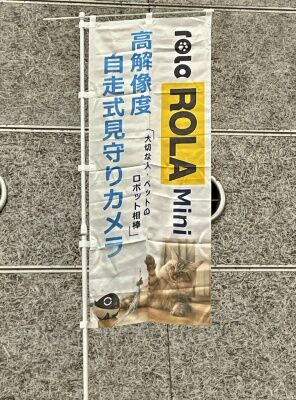 rola
ROLA Mini
高解像度
自走式見守りカメラ
「大切な人・ペットの
ロボット相棒」